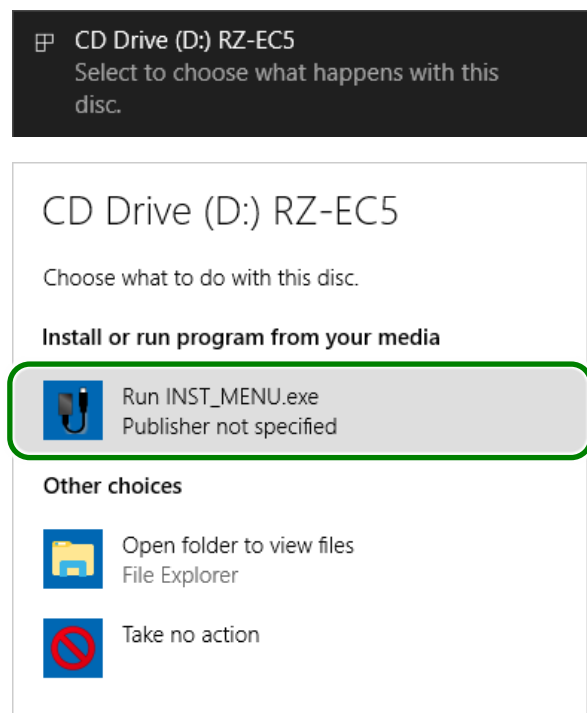 CD Drive (D:) RZ-EC5
Select to choose what happens with this
disc.
CD Drive (D:) RZ-EC5
Choose what to do with this disc.
Install or run program from your media
Run INST_MENU.exe
Publisher not specified
Other choices
Open folder to view files
File Explorer
Take no action